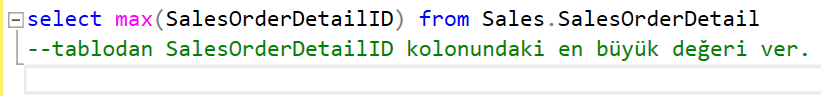 select max(SalesOrderDetailID) from Sales.SalesOrderDetail
--tablodan SalesOrderDetailID kolonundaki en büyük değeri ver.